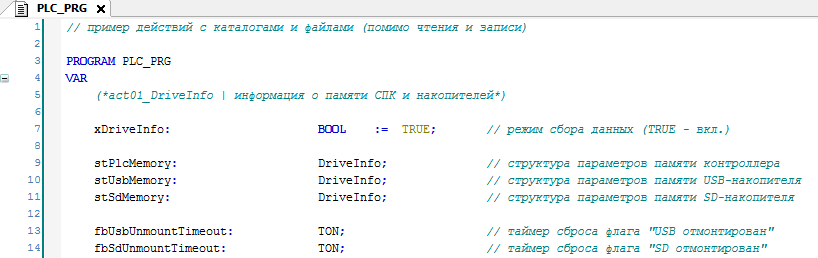 PLC_PRG
1 // пример действий с каталогами и файлами (помимо чтения и записи)
2
3 PROGRAM PLC_PRG
4 VAR
5 (*act01_DriveInfo | информация о памяти СПК и накопителей*)
6
7 xDriveInfo: BOOL := TRUE; // режим сбора данных (TRUE - вкл.)
8
9 stPlcMemory: DriveInfo; // структура параметров памяти контроллера
10 stUsbMemory: DriveInfo; // структура параметров памяти USB-накопителя
11 stSdMemory: DriveInfo; // структура параметров памяти SD-накопителя
12
13 fbUsbUnmountTimeout: TON; // таймер сброса флага "USB отмонтирован"
14 fbSdUnmountTimeout: TON; // таймер сброса флага "SD отмонтирован"